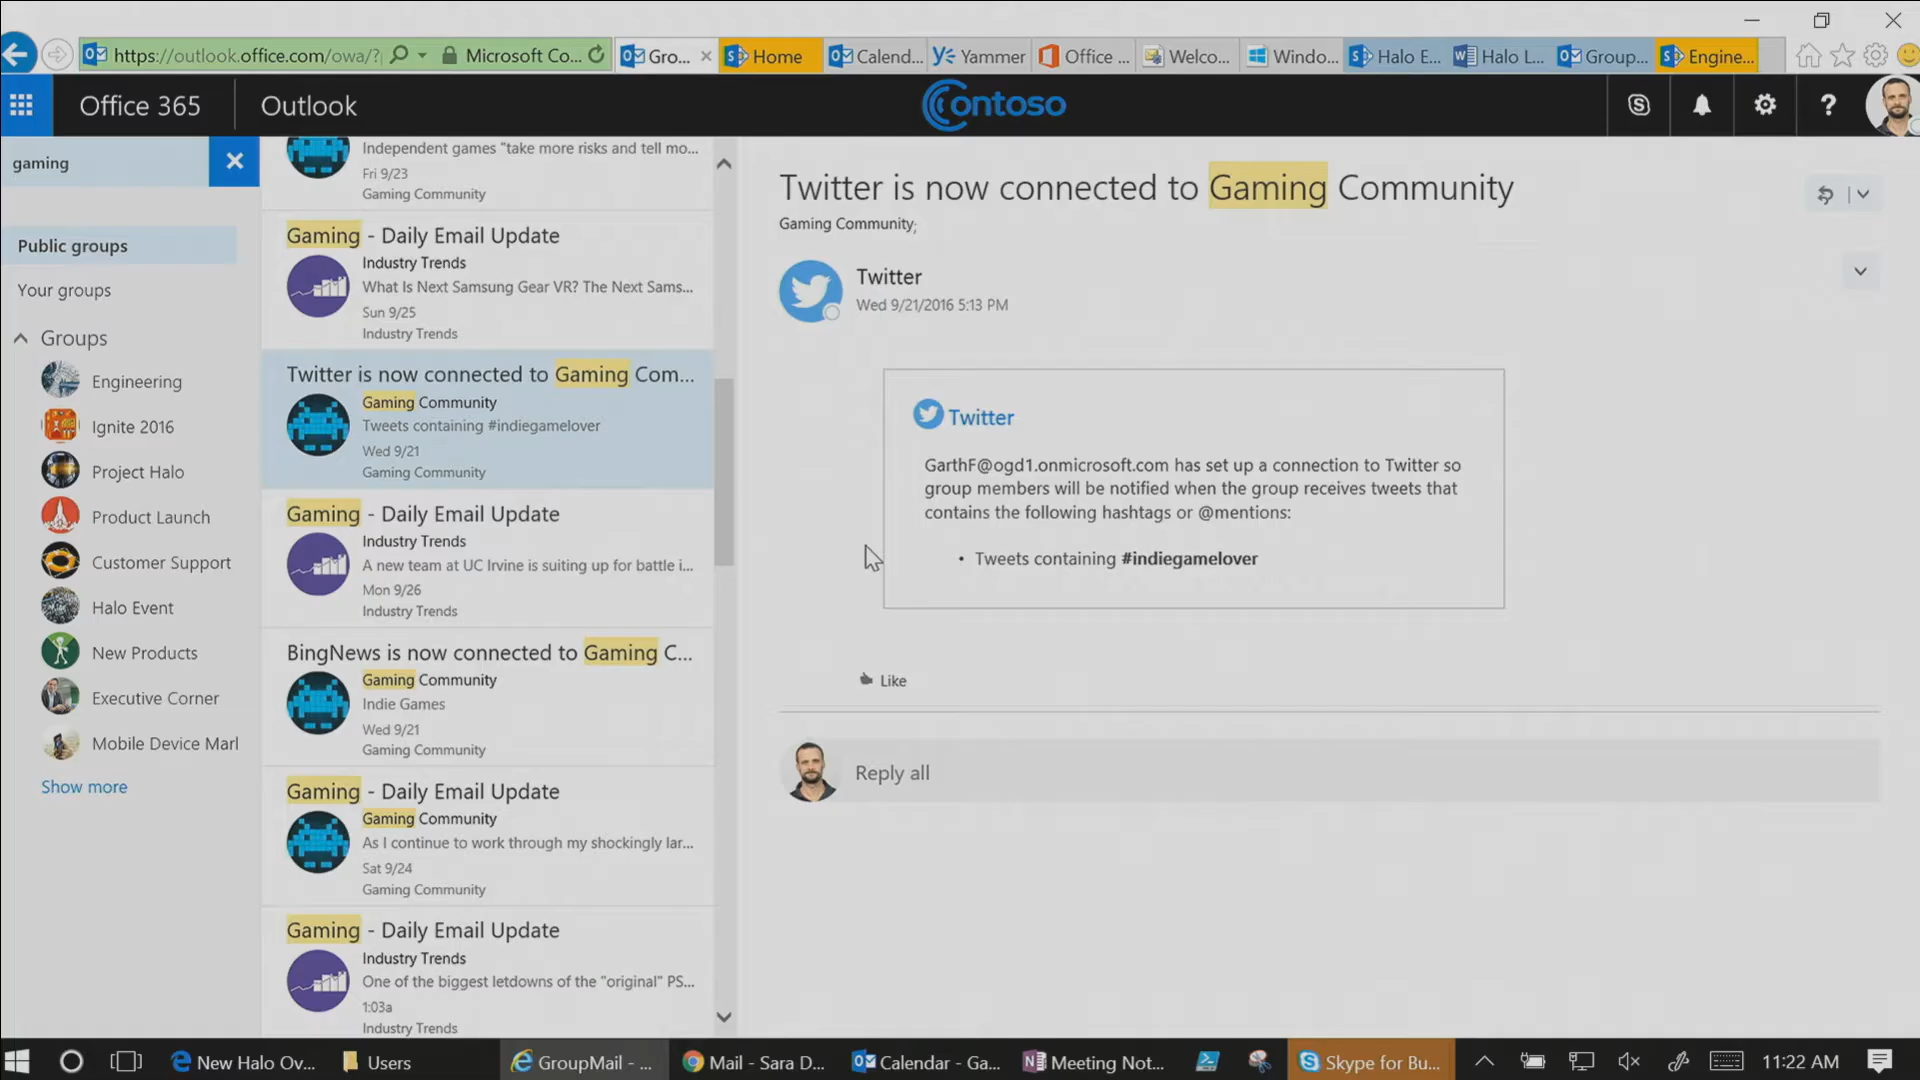 https://outlook.office.com/owa/?
Microsoft Co...
Gro...
Home
Calend...
Yammer
Office ...
Welco...
Windo...
Halo E...
Halo L...
Group...
Engine...
Office 365
Outlook
Contoso
?
gaming
Public groups
Your groups
Groups
Engineering
Ignite 2016
Project Halo
Product Launch
Customer Support
Halo Event
New Products
Executive Corner
Mobile Device Marl
Show more
Independent games "take more risks and tell mo...
Fri 9/23
Gaming Community
Gaming - Daily Email Update
Industry Trends
What Is Next Samsung Gear VR? The Next Sams...
Sun 9/25
Industry Trends
Twitter is now connected to Gaming Com...
Gaming Community
Tweets containing #indiegamelover
Wed 9/21
Gaming Community
Gaming - Daily Email Update
Industry Trends
A new team at UC Irvine is suiting up for battle i...
Mon 9/26
Industry Trends
BingNews is now connected to Gaming C...
Gaming Community
Indie Games
Wed 9/21
Gaming Community
Gaming - Daily Email Update
Gaming Community
As I continue to work through my shockingly lar...
Sat 9/24
Gaming Community
Gaming - Daily Email Update
Industry Trends
One of the biggest letdowns of the "original" PS...
1:03a
Industry Trends
Twitter is now connected to Gaming Community
Gaming Community;
Twitter
Wed 9/21/2016 5:13 PM
Twitter
GarthF@ogd1.onmicrosoft.com has set up a connection to Twitter so
group members will be notified when the group receives tweets that
contains the following hashtags or @mentions:
• Tweets containing #indiegamelover
Like
Reply all
New Halo Ov...
Users
GroupMail - ...
Mail - Sara D...
Calendar - Ga...
Meeting Not...
Skype for Bu...
11:22 AM